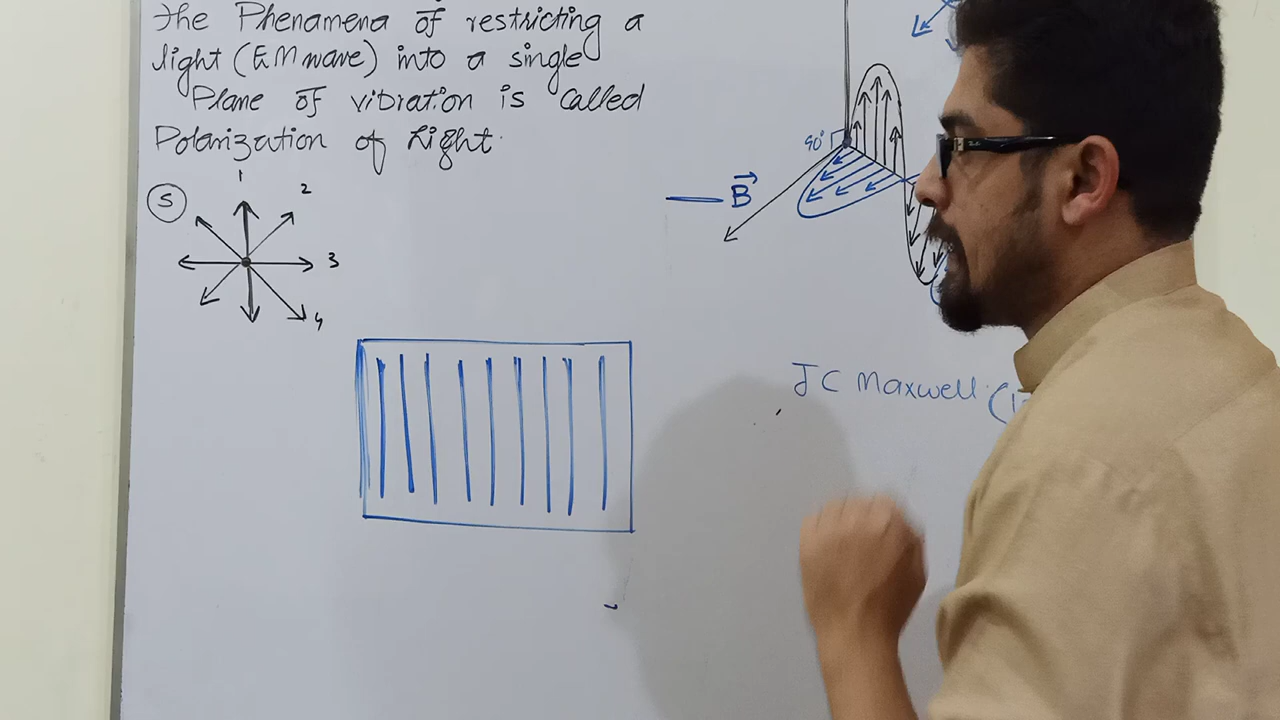 The Phenamena of restricting a
light (EM wave) into a single
Plane of vibration is called
Polarization of Light.
S
1
2
3
4
90°
B
JC Maxwell (1